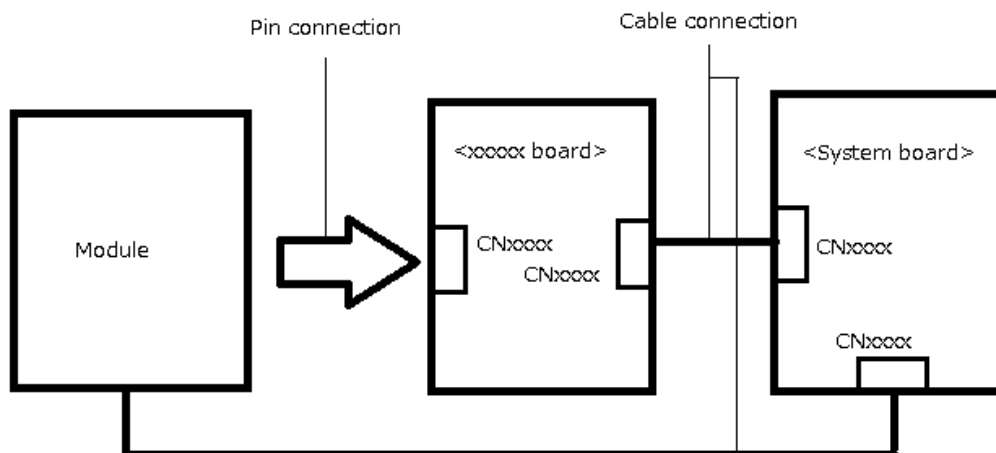 Cable connection
Pin connection
<xxxxx board>
<System board>
Module
CNxxxx
CNxxxx
CNxxxx
CNxxxx